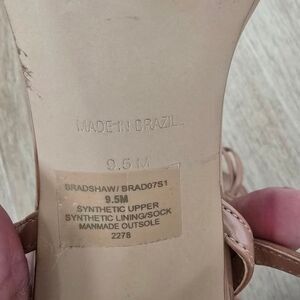 MADE IN BRAZIL
9.5 M
BRADSHAW/ BRAD07S1
9.5M
SYNTHETIC UPPER
SYNTHETIC LINING/SOCK
MANMADE OUTSOLE
2278